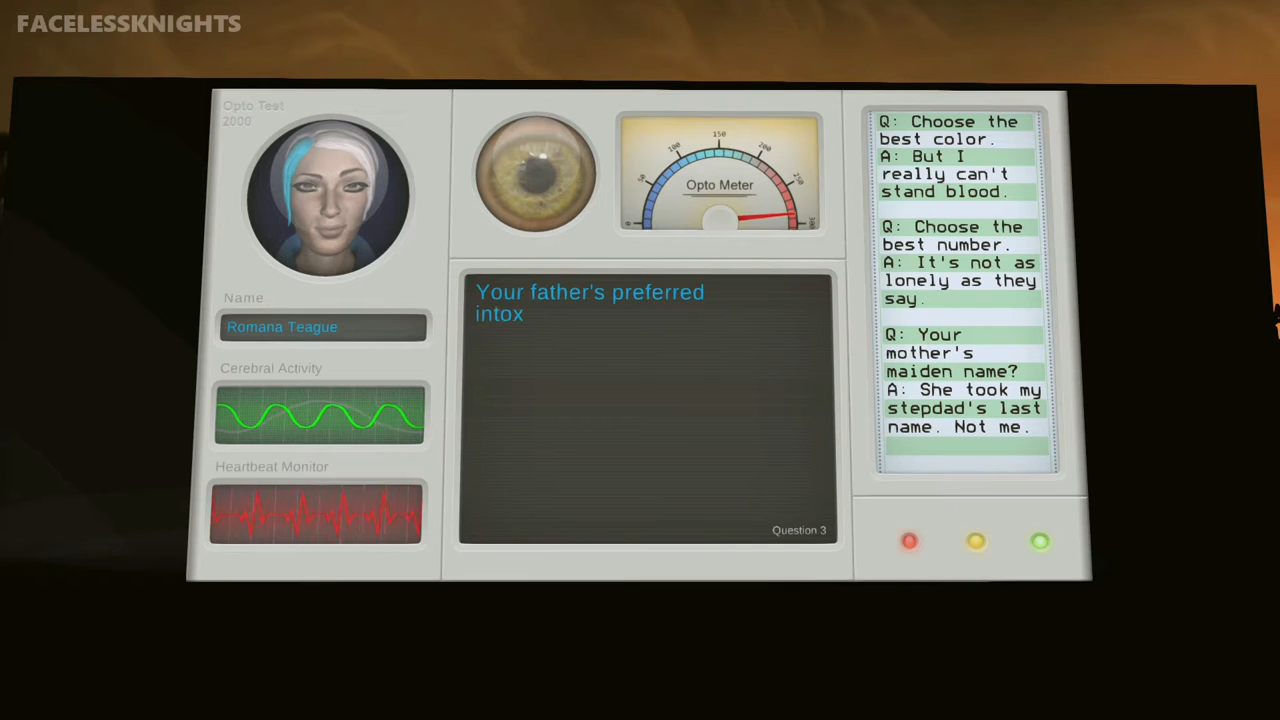 FACELESSKNIGHTS
Opto Test
2000
Name
Romana Teague
Cerebral Activity
Heartbeat Monitor
0
50
100
150
200
250
300
Opto Meter
Your father's preferred
intox
Question 3
Q: Choose the
best color.
A: But I
really can't
stand blood.
Q: Choose the
best number.
A: It's not as
lonely as they
say.
Q: Your
mother's
maiden name?
A: She took my
stepdad's last
name. Not me.